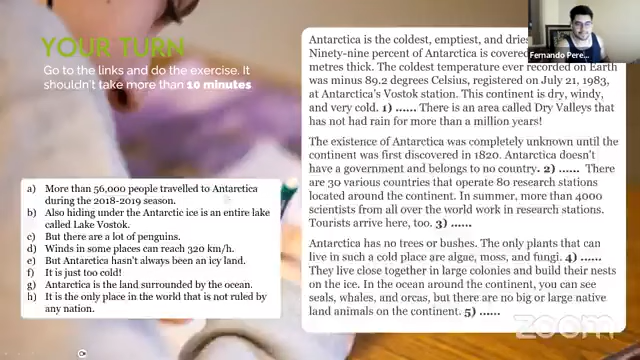 YOUR TURN
Go to the links and do the exercise. It
shouldn't take more than 10 minutes
a) More than 56,000 people travelled to Antarctica
during the 2018-2019 season.
b) Also hiding under the Antarctic ice is an entire lake
called Lake Vostok.
c) But there are a lot of penguins.
d) Winds in some places can reach 320 km/h.
e) But Antarctica hasn't always been an icy land.
f) It is just too cold!
g) Antarctica is the land surrounded by the ocean.
h) It is the only place in the world that is not ruled by
any nation.
Antarctica is the coldest, emptiest, and
Ninety-nine percent of Antarctica is
metres thick. The coldest temperature ever recorded on Earth
was minus 89.2 degrees Celsius, registered on July 21, 1983,
at Antarctica's Vostok station. This continent is dry, windy,
and very cold. 1) ...... There is an area called Dry Valleys that
has not had rain for more than a million years!
The existence of Antarctica was completely unknown until the
continent was first discovered in 1820. Antarctica doesn't
have a government and belongs to no country. 2) ...... There
are 30 various countries that operate 80 research stations
located around the continent. In summer, more than 4000
scientists from all over the world work in research stations.
Tourists arrive here, too. 3) ......
Antarctica has no trees or bushes. The only plants that can
live in such a cold place are algae, moss, and fungi. 4) ......
They live close together in large colonies and build their nests
on the ice. In the ocean around the continent, you can see
seals, whales, and orcas, but there are no big or large native
land animals on the continent. 5) ......
Fernando Pere...
zoom